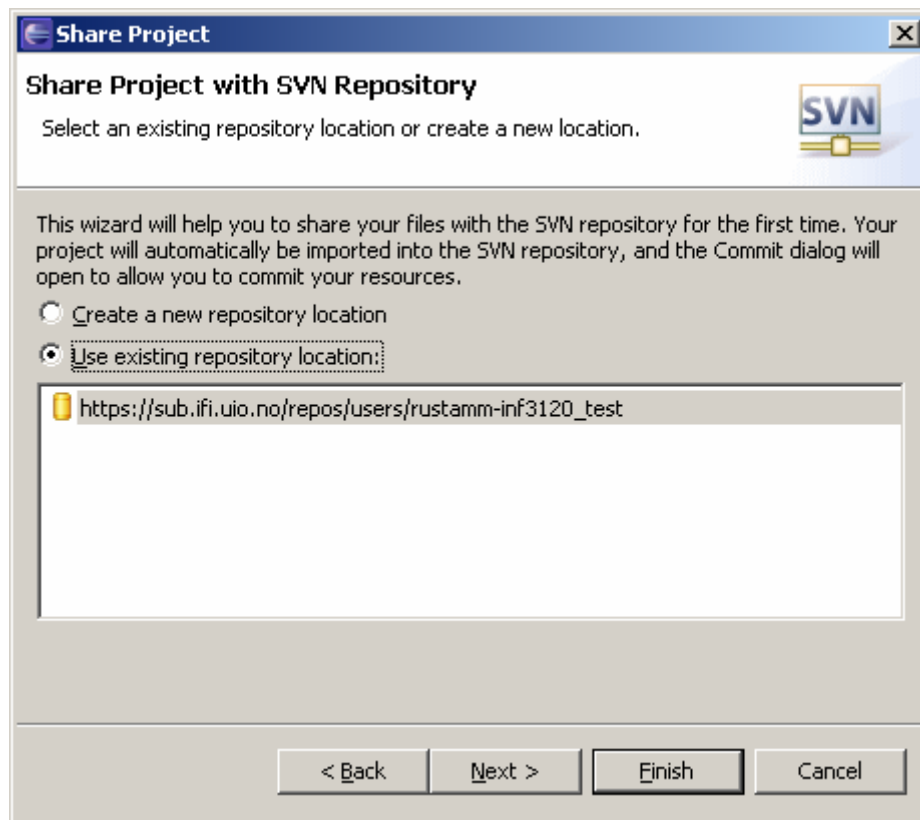 Share Project
Share Project with SVN Repository
Select an existing repository location or create a new location.
SVN
This wizard will help you to share your files with the SVN repository for the first time. Your
project will automatically be imported into the SVN repository, and the Commit dialog will
open to allow you to commit your resources.
Create a new repository location
Use existing repository location:
https://sub.ifi.uio.no/repos/users/rustamm-inf3120_test
< Back
Next >
Finish
Cancel